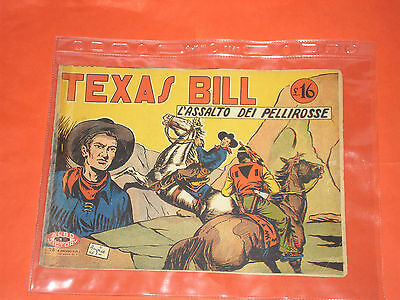 TEXAS BILL
£16
L'ASSALTO DEI PELLIROSSE